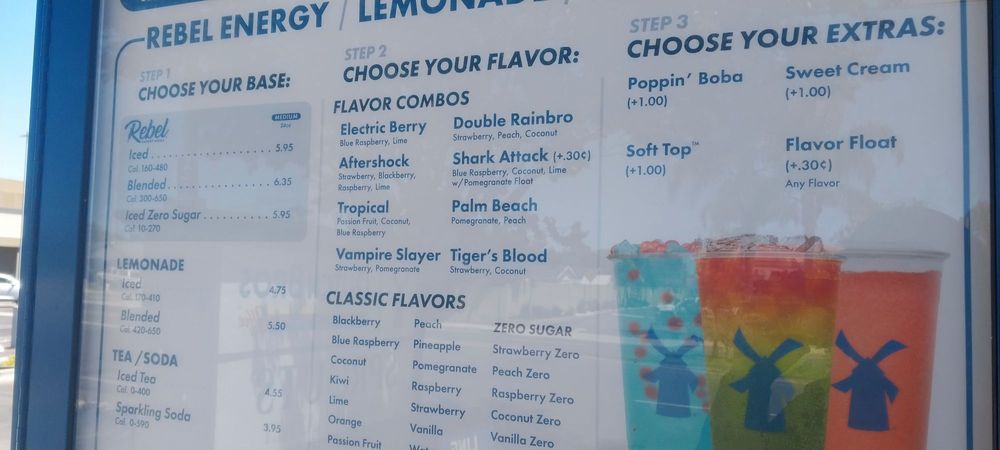 REBEL ENERGY / LEMONADE
STEP 1
CHOOSE YOUR BASE:
Rebel
MEDIUM
24oz
Iced 5.95
Cal. 160-480
Blended 6.35
Cal. 300-650
Iced Zero Sugar 5.95
Cal. 10-270
LEMONADE
Iced 4.75
Cal. 170-410
Blended 5.50
Cal. 420-650
TEA / SODA
Iced Tea 4.55
Cal. 0-400
Sparkling Soda 3.95
Cal. 0-590
STEP 2
CHOOSE YOUR FLAVOR:
FLAVOR COMBOS
Electric Berry
Blue Raspberry, Lime
Aftershock
Strawberry, Blackberry,
Raspberry, Lime
Tropical
Passion Fruit, Coconut,
Blue Raspberry
Vampire Slayer
Strawberry, Pomegranate
Double Rainbro
Strawberry, Peach, Coconut
Shark Attack (+.30¢)
Blue Raspberry, Coconut, Lime
w/Pomegranate Float
Palm Beach
Pomegranate, Peach
Tiger's Blood
Strawberry, Coconut
CLASSIC FLAVORS
Blackberry
Blue Raspberry
Coconut
Kiwi
Lime
Orange
Passion Fruit
Peach
Pineapple
Pomegranate
Raspberry
Strawberry
Vanilla
ZERO SUGAR
Strawberry Zero
Peach Zero
Raspberry Zero
Coconut Zero
Vanilla Zero
STEP 3
CHOOSE YOUR EXTRAS:
Poppin' Boba
(+1.00)
Sweet Cream
(+1.00)
Soft Top™
(+1.00)
Flavor Float
(+.30¢)
Any Flavor